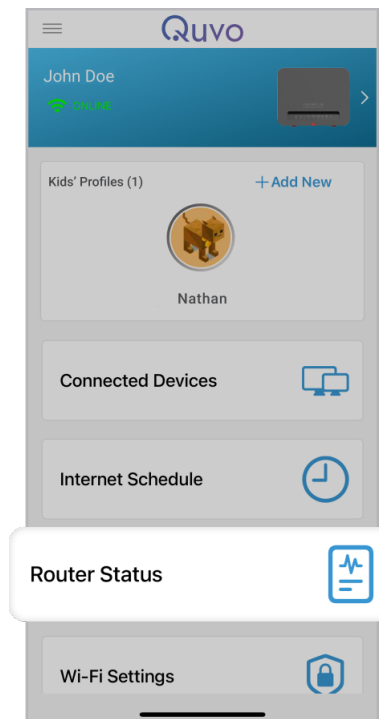 Quvo
John Doe
ONLINE
Kids' Profiles (1)
+Add New
Nathan
Connected Devices
Internet Schedule
Router Status
Wi-Fi Settings